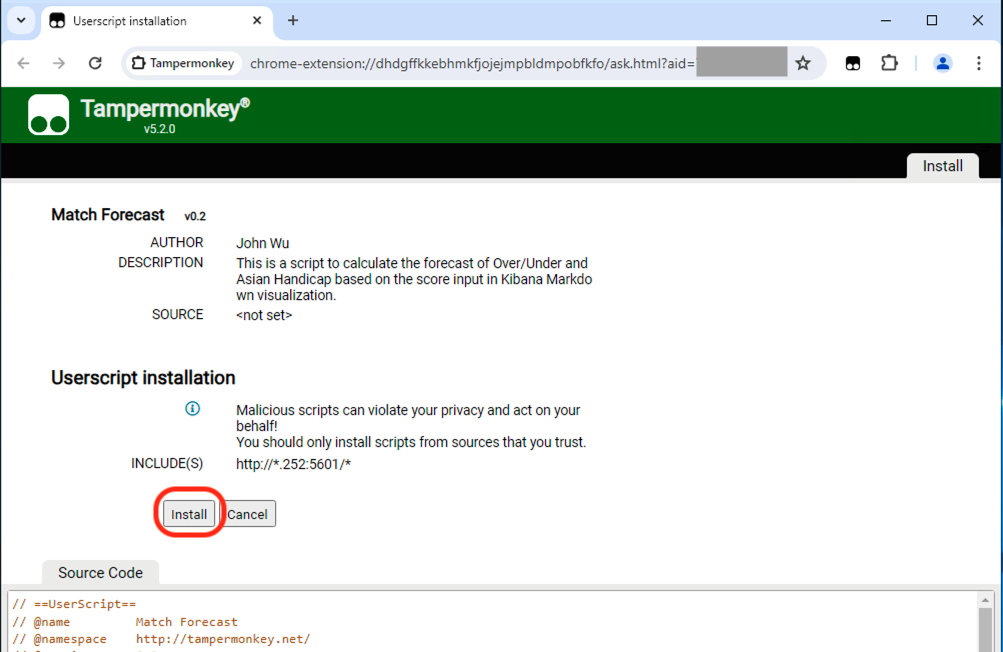 Userscript installation
Tampermonkey chrome-extension://dhdgffkkebhmkfjojejmpbldmpobfkfo/ask.html?aid=
Tampermonkey®
v5.2.0
Install
Match Forecast v0.2
AUTHOR John Wu
DESCRIPTION This is a script to calculate the forecast of Over/Under and
Asian Handicap based on the score input in Kibana Markdo
wn visualization.
SOURCE <not set>
Userscript installation
Malicious scripts can violate your privacy and act on your
behalf!
You should only install scripts from sources that you trust.
INCLUDE(S) http://*.252:5601/*
Install Cancel
Source Code
// ==UserScript==
// @name Match Forecast
// @namespace http://tampermonkey.net/